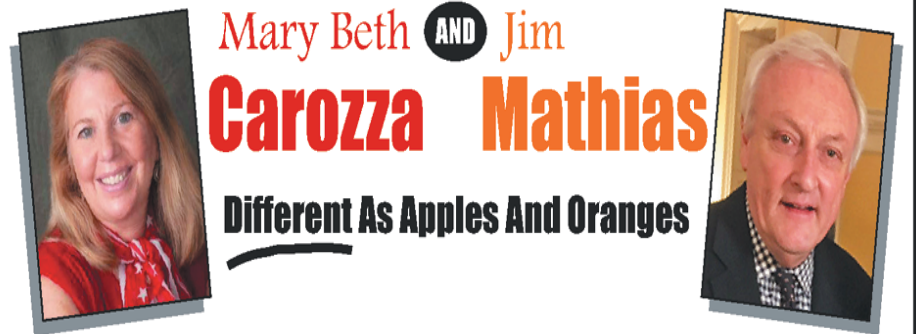 Mary Beth AND Jim
Carozza Mathias
Different As Apples And Oranges